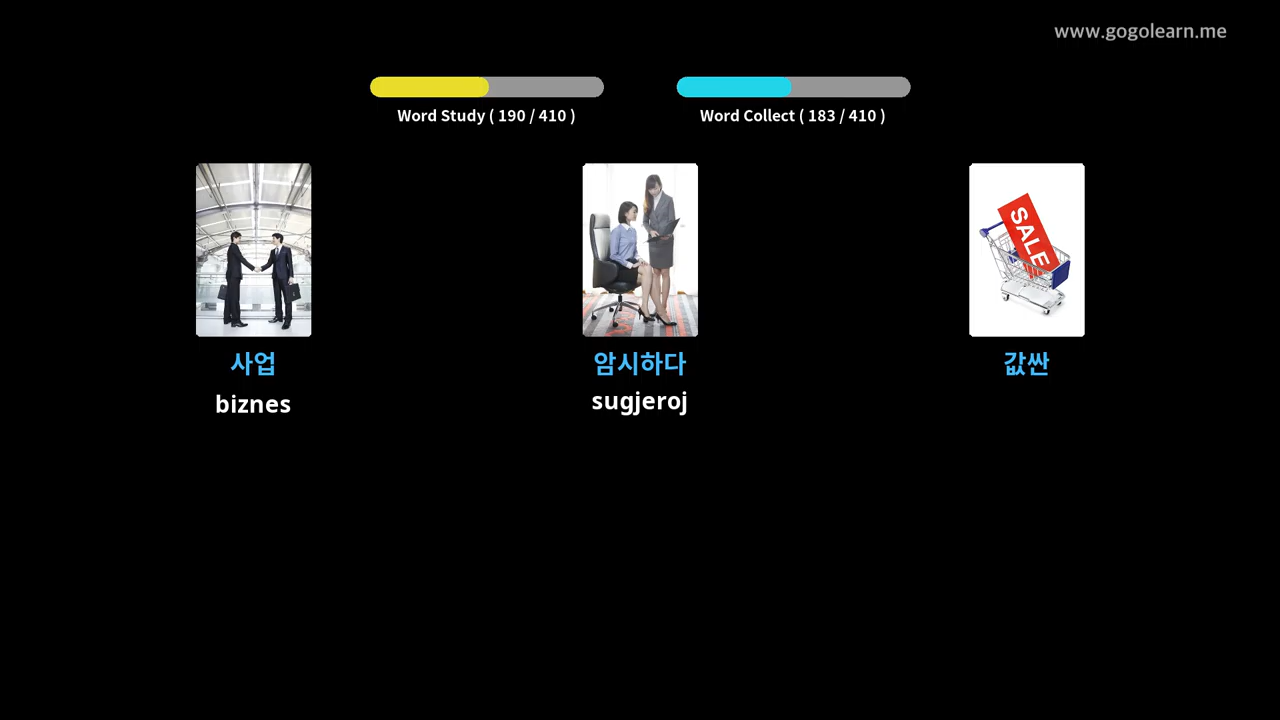 www.gogolearn.me
Word Study ( 190 / 410 )
Word Collect ( 183 / 410 )
SALE
사업
암시하다
값싼
biznes
sugjeroj